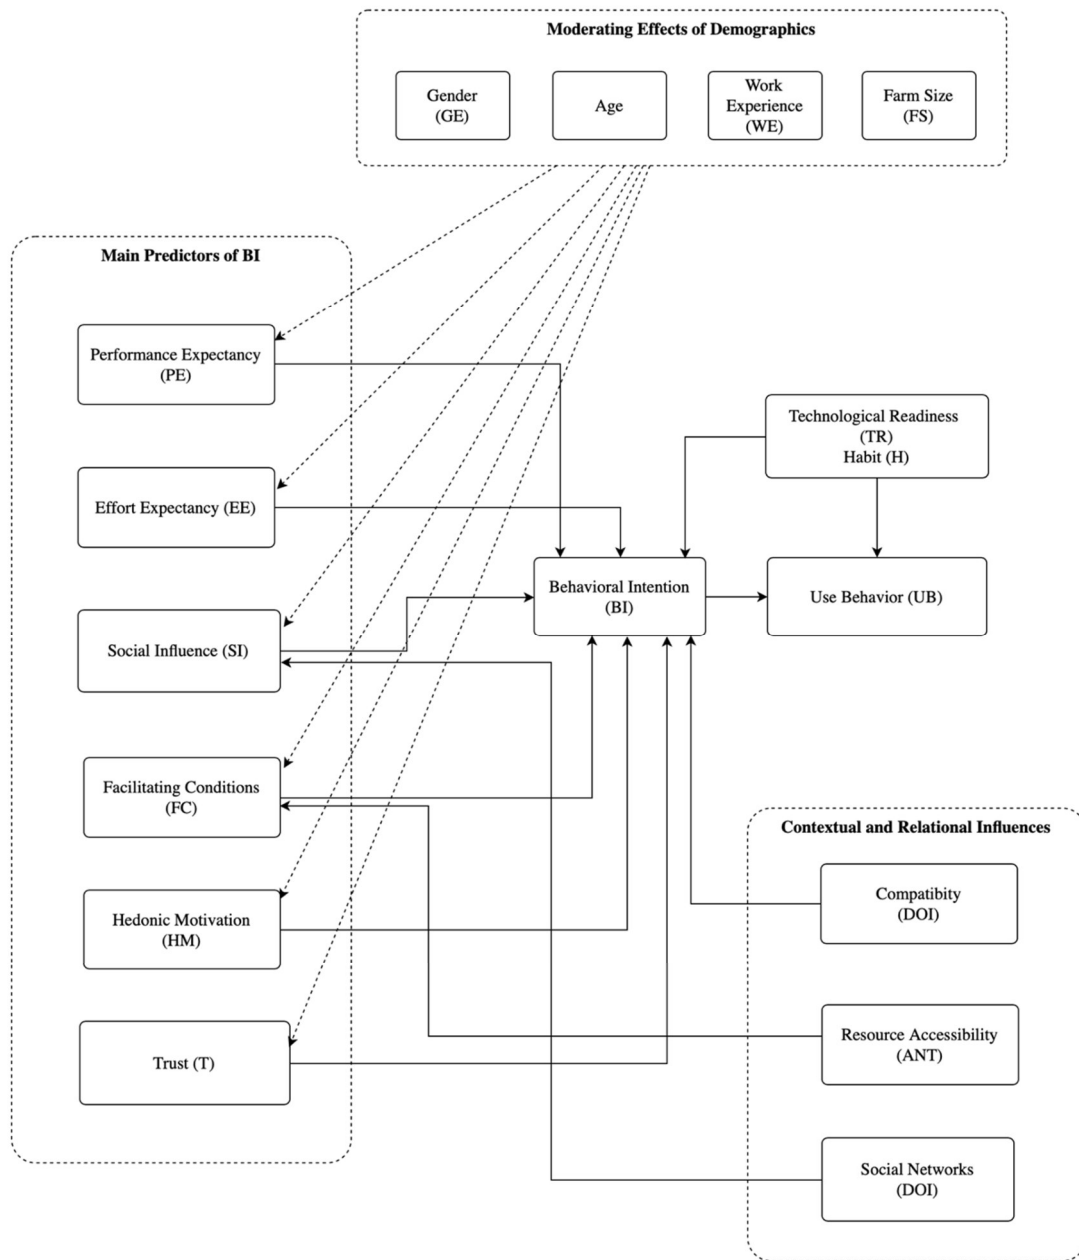 Moderating Effects of Demographics
Gender
(GE)
Age
Work
Experience
(WE)
Farm Size
(FS)
Main Predictors of BI
Performance Expectancy
(PE)
Effort Expectancy (EE)
Social Influence (SI)
Facilitating Conditions
(FC)
Hedonic Motivation
(HM)
Trust (T)
Technological Readiness
(TR)
Habit (H)
Behavioral Intention
(BI)
Use Behavior (UB)
Contextual and Relational Influences
Compatibity
(DOI)
Resource Accessibility
(ANT)
Social Networks
(DOI)